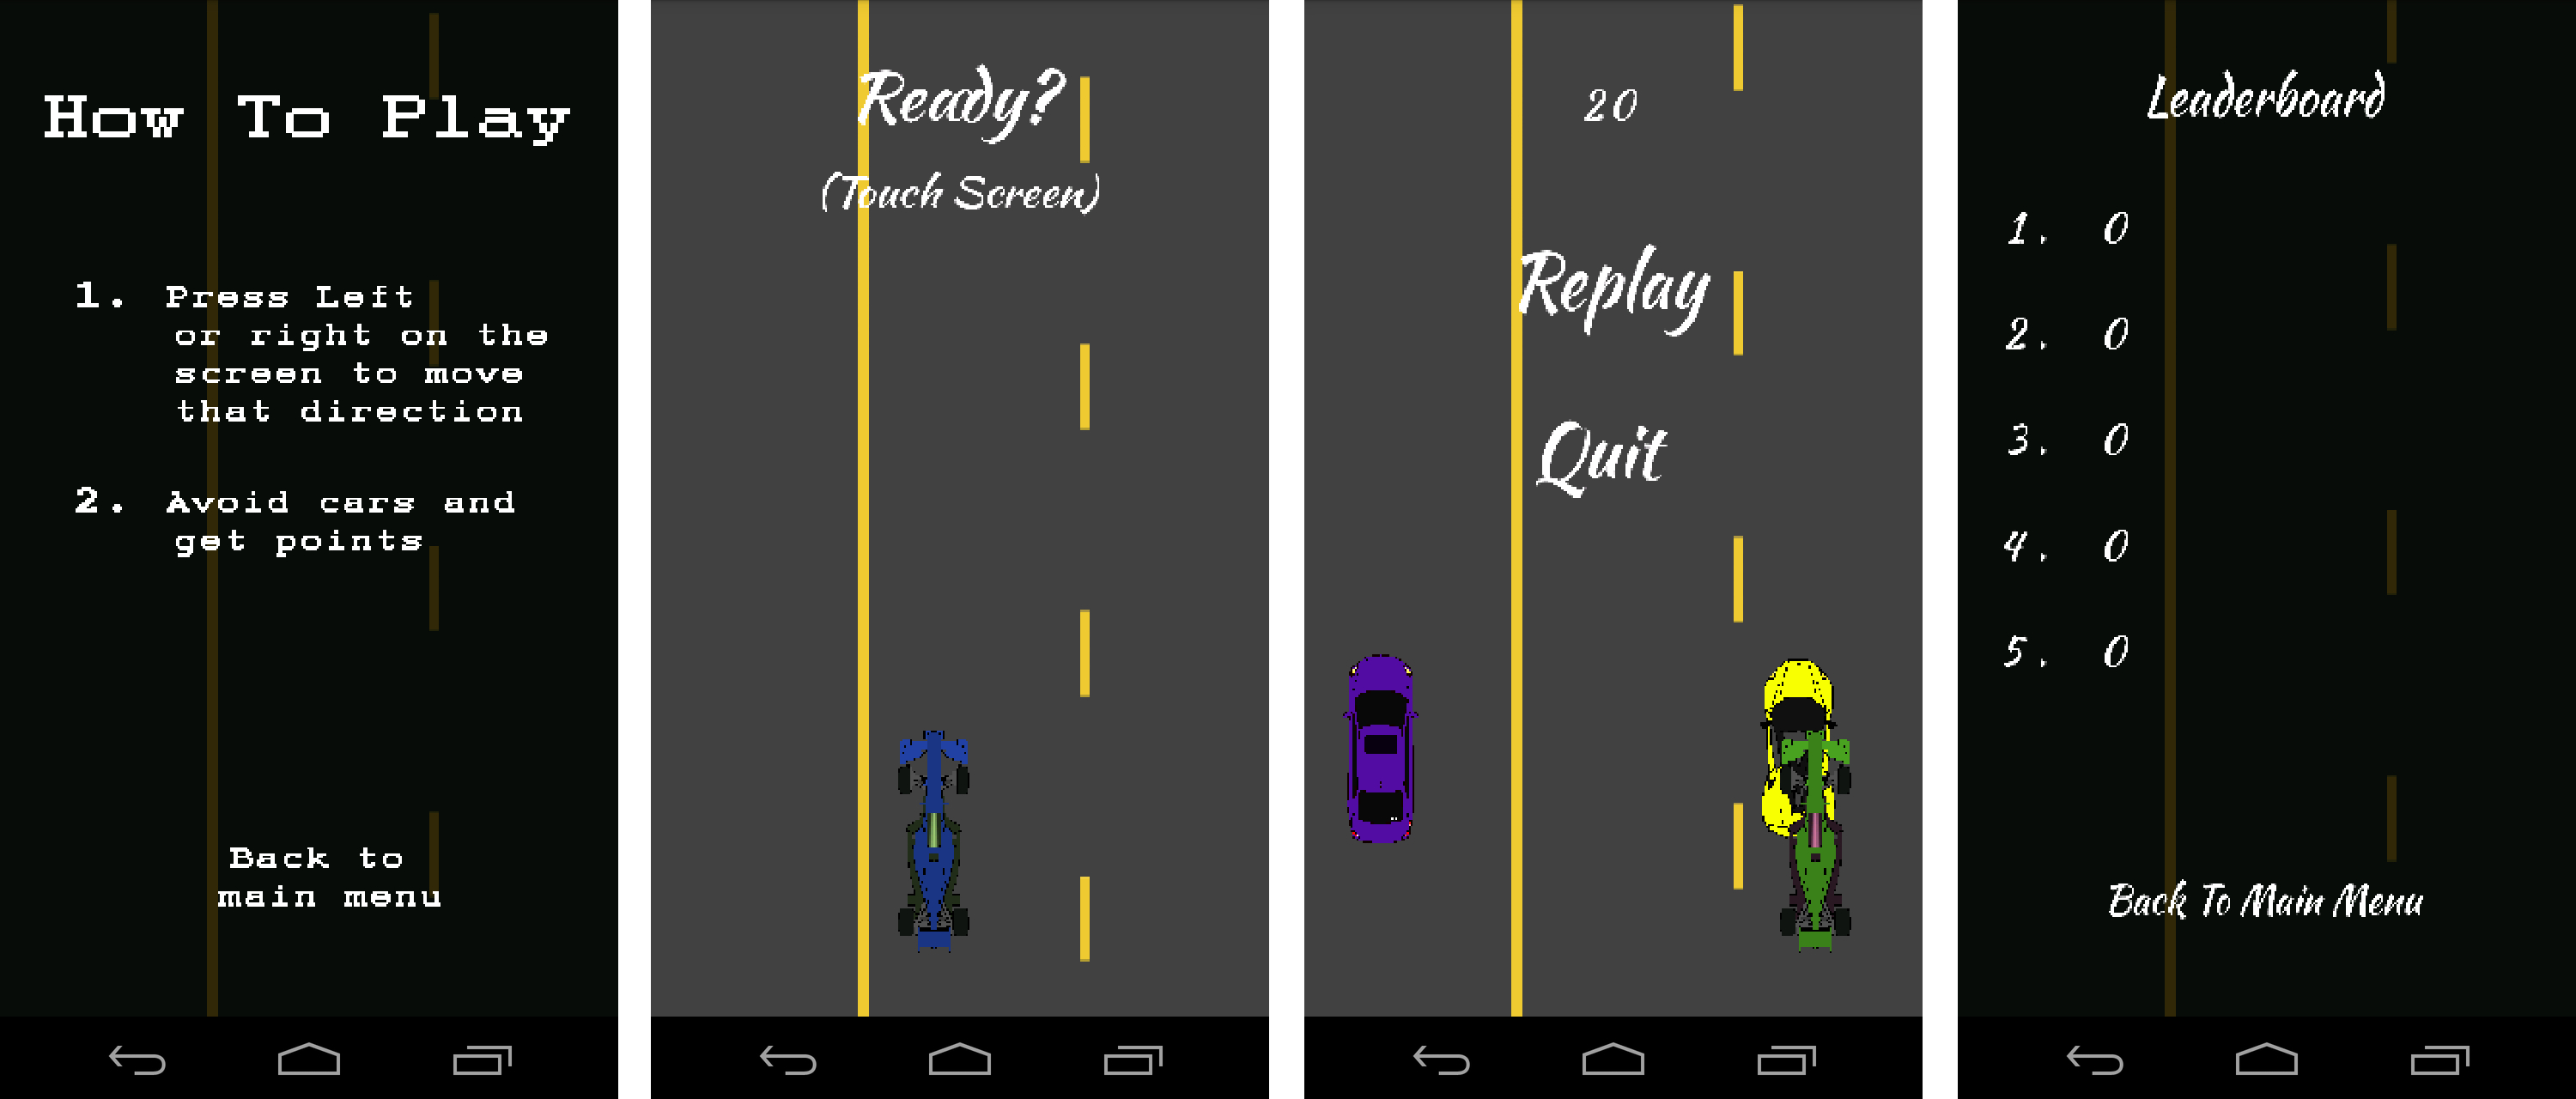 How To Play
1. Press Left
or right on the
screen to move
that direction
2. Avoid cars and
get points
Back to
main menu
Ready?
(Touch Screen)
20
Replay
Quit
Leaderboard
1. 0
2. 0
3. 0
4. 0
5. 0
Back To Main Menu